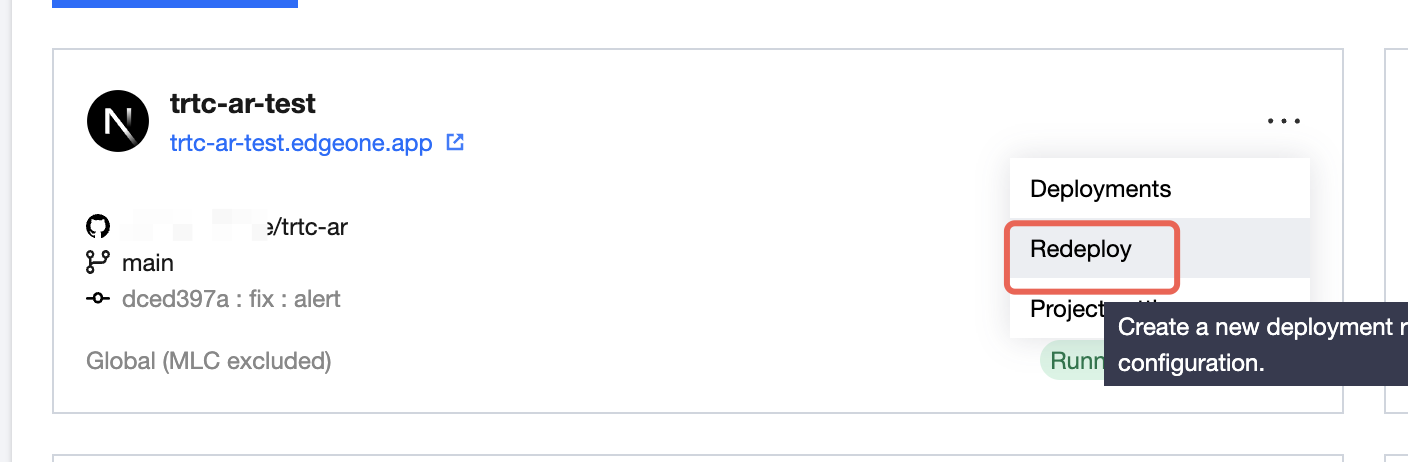 trtc-ar-test
trtc-ar-test.edgeone.app
Deployments
/trtc-ar
Redeploy
main
dced397a : fix : alert
Project
Create a new deployment
configuration.
Global (MLC excluded)